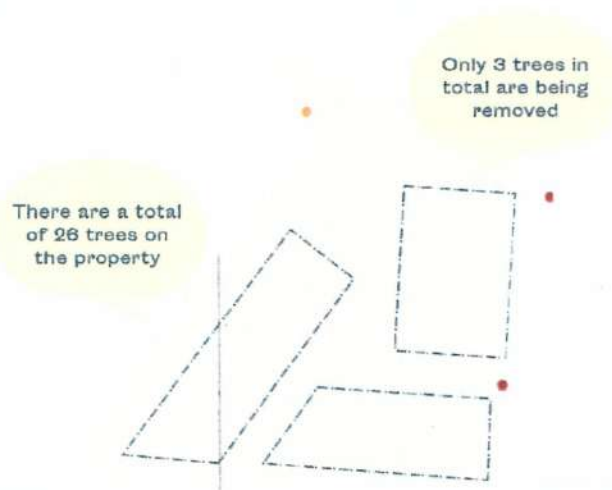 Only 3 trees in
total are being
removed
There are a total
of 26 trees on
the property